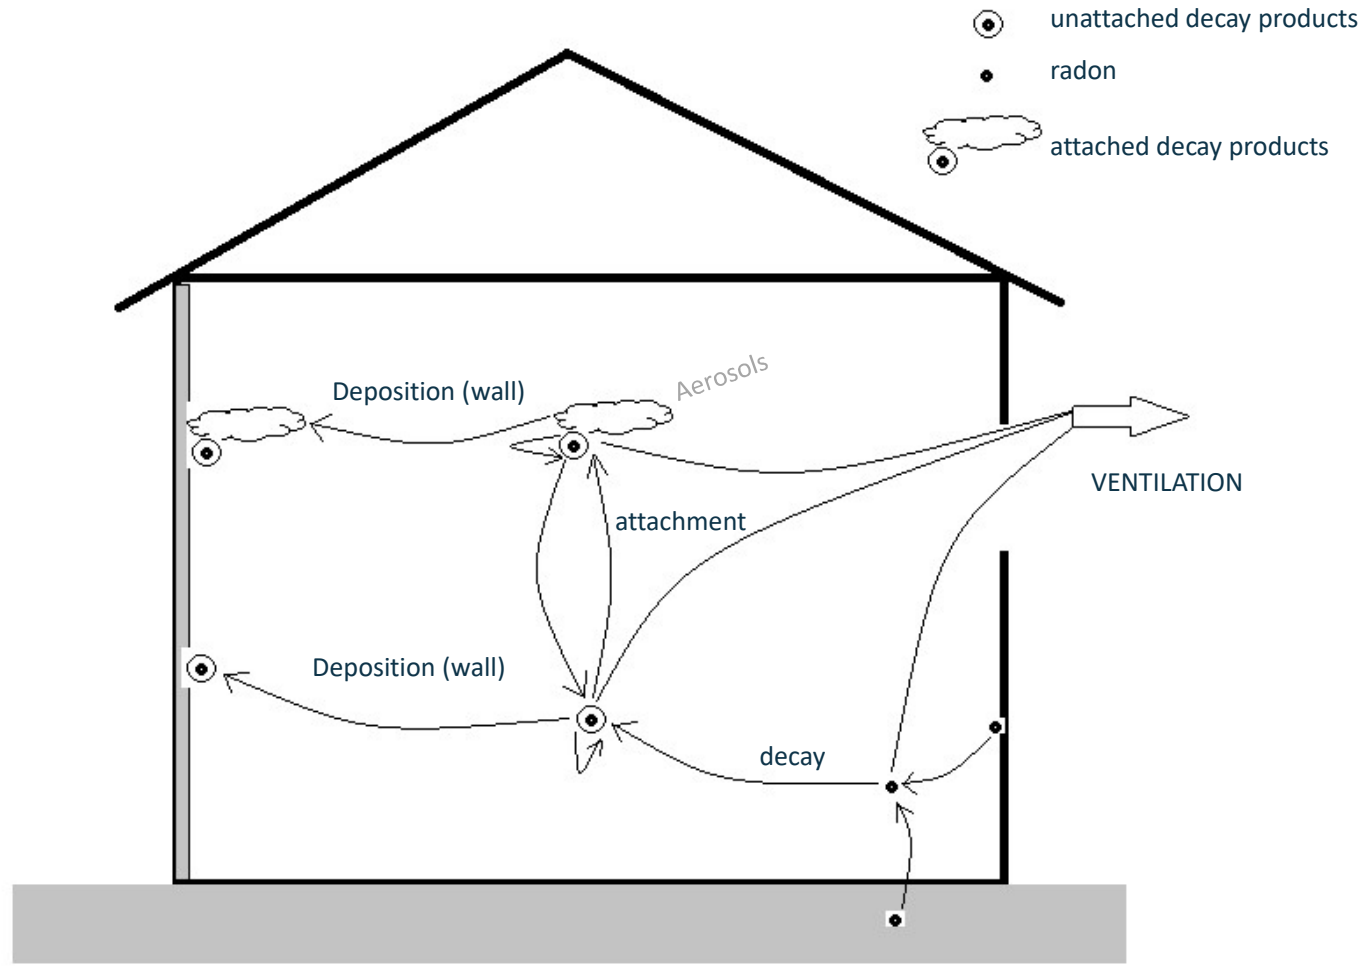 unattached decay products
radon
attached decay products
Aerosols
Deposition (wall)
VENTILATION
attachment
Deposition (wall)
decay